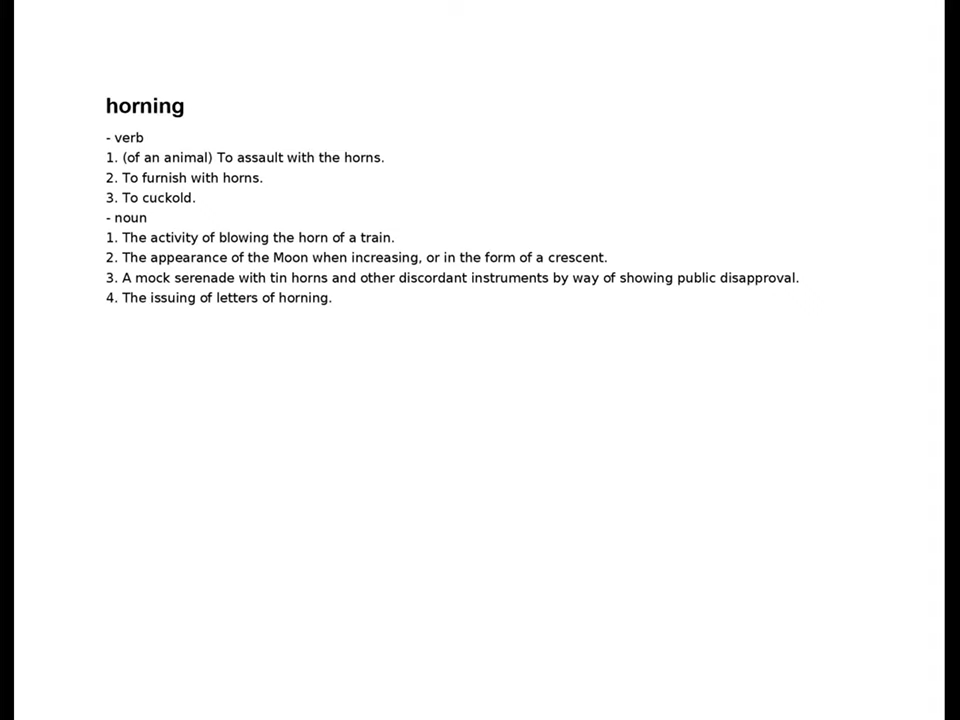 horning
- verb
1. (of an animal) To assault with the horns.
2. To furnish with horns.
3. To cuckold.
- noun
1. The activity of blowing the horn of a train.
2. The appearance of the Moon when increasing, or in the form of a crescent.
3. A mock serenade with tin horns and other discordant instruments by way of showing public disapproval.
4. The issuing of letters of horning.